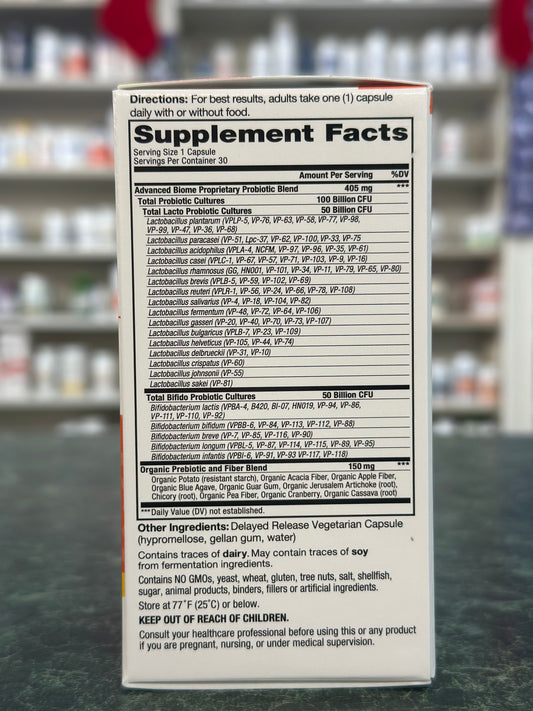 Directions: For best results, adults take one (1) capsule
daily with or without food.
Supplement Facts
Serving Size 1 Capsule
Servings Per Container 30
Amount Per Serving %DV
Advanced Biome Proprietary Probiotic Blend 405 mg ***
Total Probiotic Cultures 100 Billion CFU
Total Lacto Probiotic Cultures 50 Billion CFU
Lactobacillus plantarum (VPLP-5, VP-76, VP-63, VP-58, VP-77, VP-98,
VP-99, VP-47, VP-36, VP-68)
Lactobacillus paracasei (VP-51, Lpc-37, VP-62, VP-100, VP-33, VP-75
Lactobacillus acidophilus (VPLA-4, NCFM, VP-97, VP-96, VP-35, VP-61)
Lactobacillus casei (VPLC-1, VP-67, VP-57, VP-71, VP-103, VP-9, VP-16)
Lactobacillus rhamnosus (GG, HN001, VP-101, VP-34, VP-11, VP-79, VP-65, VP-80)
Lactobacillus brevis (VPLB-5, VP-59, VP-102, VP-69)
Lactobacillus reuteri (VPLR-1, VP-56, VP-24, VP-66, VP-78, VP-108)
Lactobacillus salivarius (VP-4, VP-18, VP-104, VP-82)
Lactobacillus fermentum (VP-48, VP-72, VP-64, VP-106)
Lactobacillus gasseri (VP-20, VP-40, VP-70, VP-73, VP-107)
Lactobacillus bulgaricus (VPLB-7, VP-23, VP-109)
Lactobacillus helveticus (VP-105, VP-44, VP-74)
Lactobacillus delbrueckii (VP-31, VP-10)
Lactobacillus crispatus (VP-60)
Lactobacillus johnsonii (VP-55)
Lactobacillus sakei (VP-81)
Total Bifido Probiotic Cultures 50 Billion CFU
Bifidobacterium lactis (VPBA-4, B420, BI-07, HN019, VP-94, VP-86,
VP-111, VP-110, VP-92)
Bifidobacterium bifidum (VPBB-6, VP-84, VP-113, VP-112, VP-88)
Bifidobacterium breve (VP-7, VP-85, VP-116, VP-90)
Bifidobacterium longum (VPBL-5, VP-87, VP-114, VP-115, VP-89, VP-95)
Bifidobacterium infantis (VPBI-6, VP-91, VP-93 VP-117, VP-118)
Organic Prebiotic and Fiber Blend 150 mg ***
Organic Potato (resistant starch), Organic Acacia Fiber, Organic Apple Fiber,
Organic Blue Agave, Organic Guar Gum, Organic Jerusalem Artichoke (root),
Chicory (root), Organic Pea Fiber, Organic Cranberry, Organic Cassava (root)
***Daily Value (DV) not established.
Other Ingredients: Delayed Release Vegetarian Capsule
(hypromellose, gellan gum, water)
Contains traces of dairy. May contain traces of soy
from fermentation ingredients.
Contains NO GMOs, yeast, wheat, gluten, tree nuts, salt, shellfish,
sugar, animal products, binders, fillers or artificial ingredients.
Store at 77°F (25°C) or below.
KEEP OUT OF REACH OF CHILDREN.
Consult your healthcare professional before using this or any product
if you are pregnant, nursing, or under medical supervision.